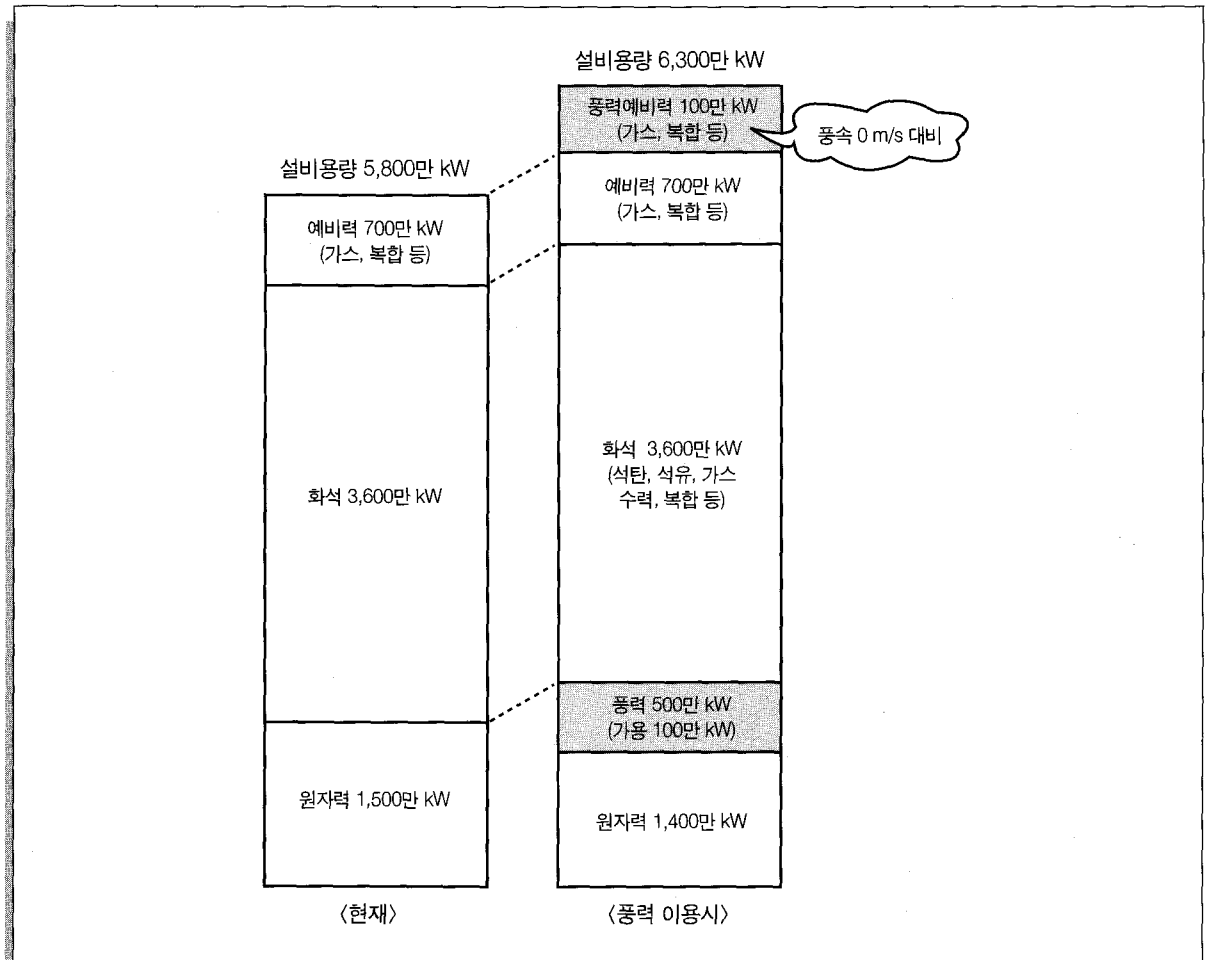 설비용량 5,800만 kW
예비력 700만 kW
(가스, 복합 등)
화석 3,600만 kW
원자력 1,500만 kW
〈현재〉
설비용량 6,300만 kW
풍력예비력 100만 kW
(가스, 복합 등)
풍속 0 m/s 대비
예비력 700만 kW
(가스, 복합 등)
화석 3,600만 kW
(석탄, 석유, 가스
수력, 복합 등)
풍력 500만 kW
(가용 100만 kW)
원자력 1,400만 kW
〈풍력 이용시〉